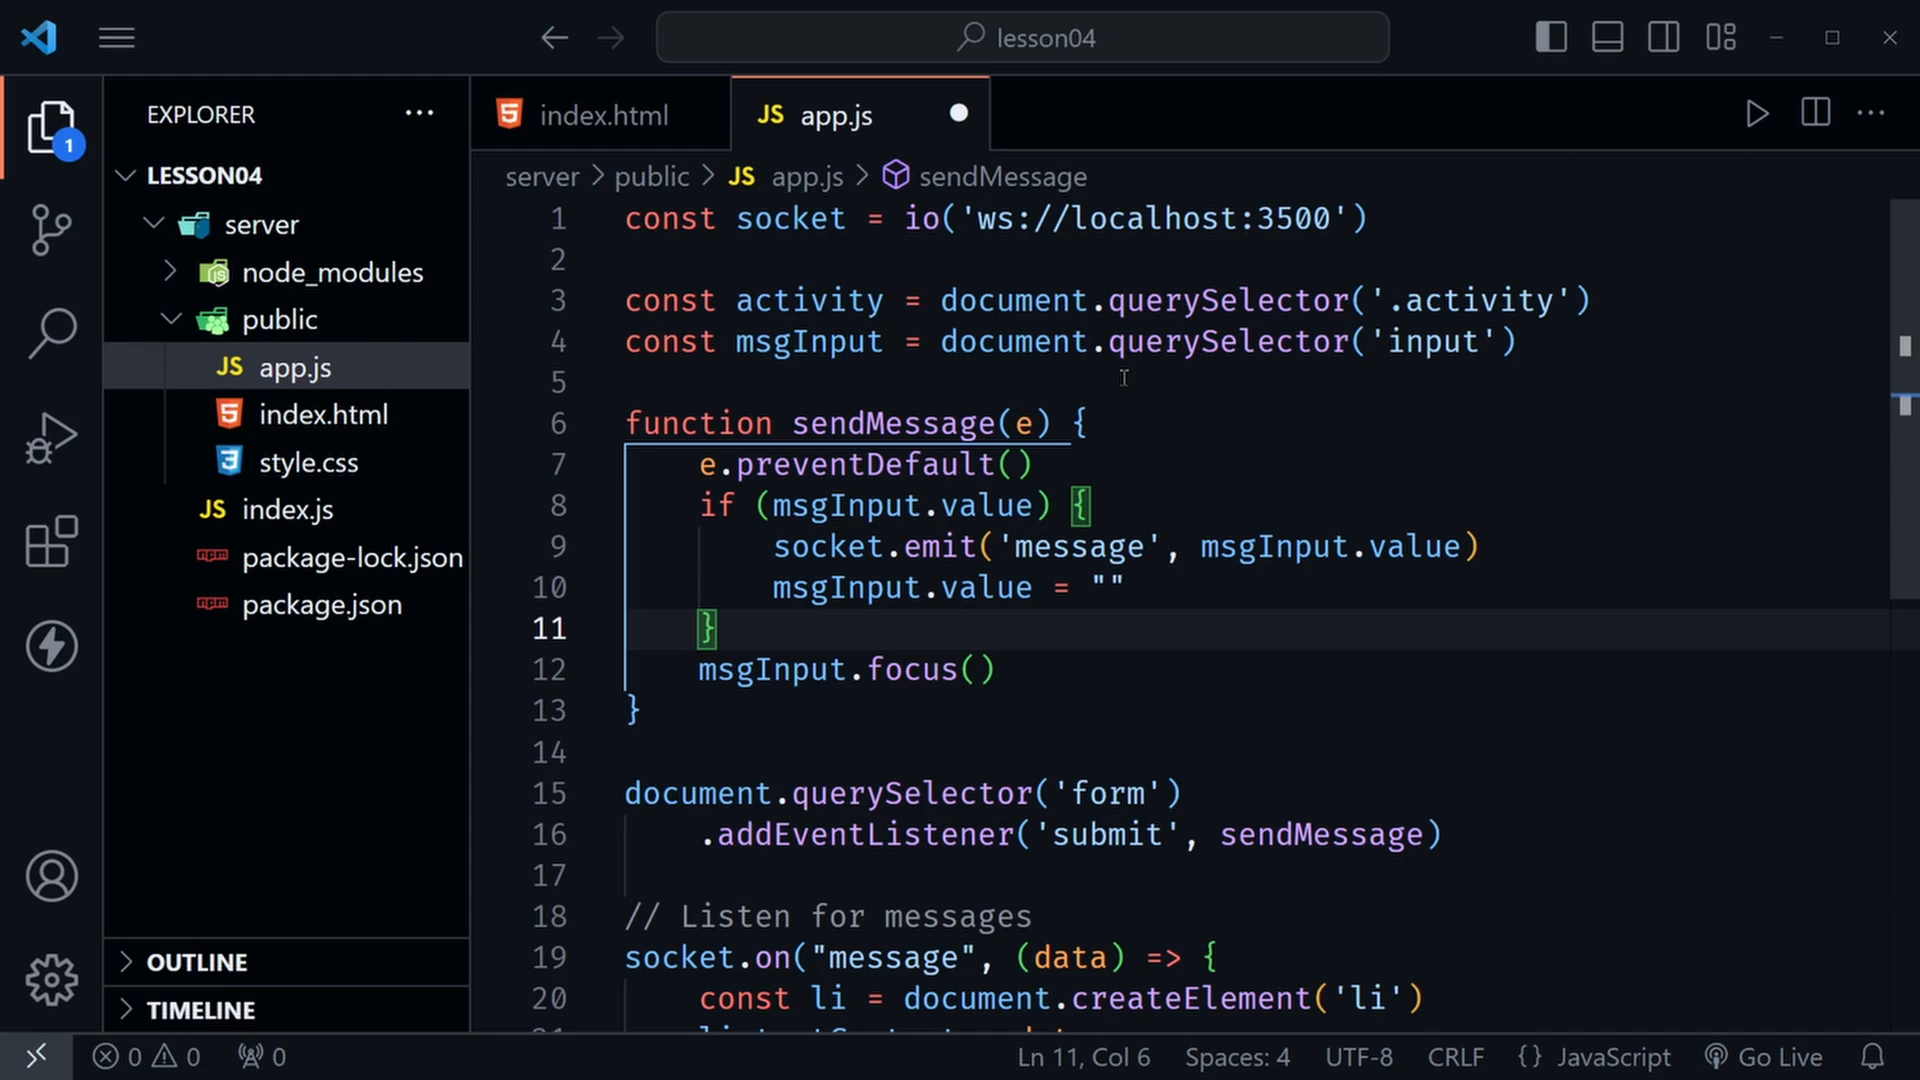 lesson04
EXPLORER
index.html
JS app.js
LESSON04
server
node_modules
public
JS app.js
index.html
style.css
JS index.js
package-lock.json
package.json
OUTLINE
TIMELINE
1
server > public > JS app.js > sendMessage
1 const socket = io('ws://localhost:3500')
2
3 const activity = document.querySelector('.activity')
4 const msgInput = document.querySelector('input')
5
6 function sendMessage(e) {
7 e.preventDefault()
8 if (msgInput.value) {
9 socket.emit('message', msgInput.value)
10 msgInput.value = ""
11 }
12 msgInput.focus()
13 }
14
15 document.querySelector('form')
16 .addEventListener('submit', sendMessage)
17
18 // Listen for messages
19 socket.on("message", (data) => {
20 const li = document.createElement('li')
0 0 0 Ln 11, Col 6 Spaces: 4 UTF-8 CRLF {} JavaScript Go Live